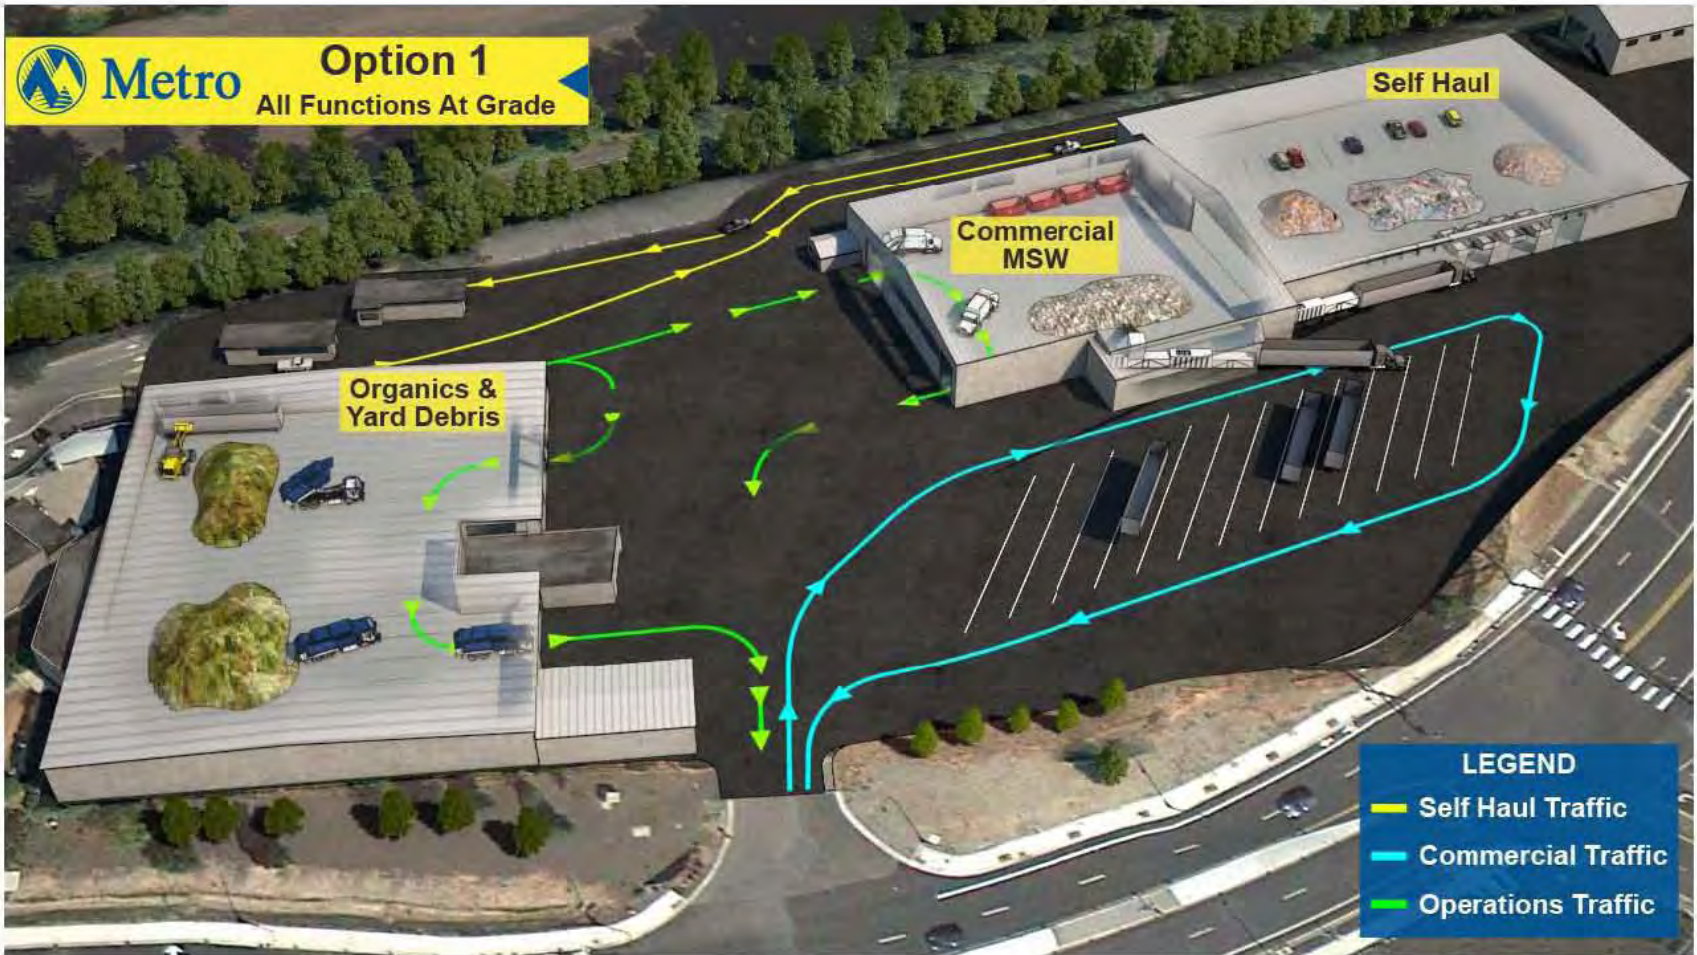 Metro
Option 1
All Functions At Grade
Self Haul
Commercial
MSW
Organics &
Yard Debris
LEGEND
Self Haul Traffic
Commercial Traffic
Operations Traffic